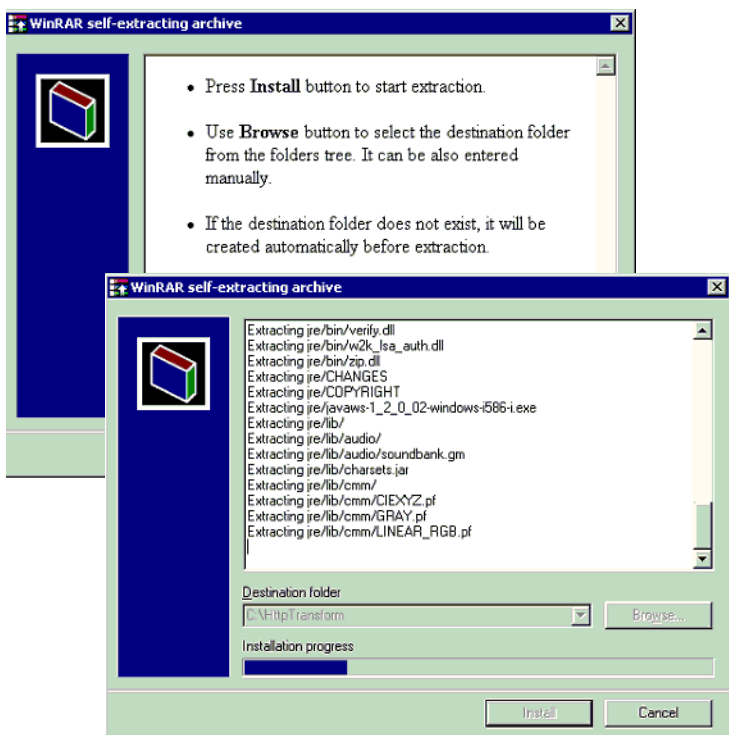 WinRAR self-extracting archive
• Press Install button to start extraction.
• Use Browse button to select the destination folder
from the folders tree. It can be also entered
manually.
• If the destination folder does not exist, it will be
created automatically before extraction.
WinRAR self-extracting archive
Extracting jre/bin/verify.dll
Extracting jre/bin/w2k_lsa_auth.dll
Extracting jre/bin/zip.dll
Extracting jre/CHANGES
Extracting jre/COPYRIGHT
Extracting jre/javaws-1_2_0_02-windows-i586-i.exe
Extracting jre/lib/
Extracting jre/lib/audio/
Extracting jre/lib/audio/soundbank.gm
Extracting jre/lib/charsets.jar
Extracting jre/lib/cmm/
Extracting jre/lib/cmm/CIEXYZ.pf
Extracting jre/lib/cmm/GRAY.pf
Extracting jre/lib/cmm/LINEAR_RGB.pf
Destination folder
C:\HttpTransform
Browse...
Installation progress
Install
Cancel